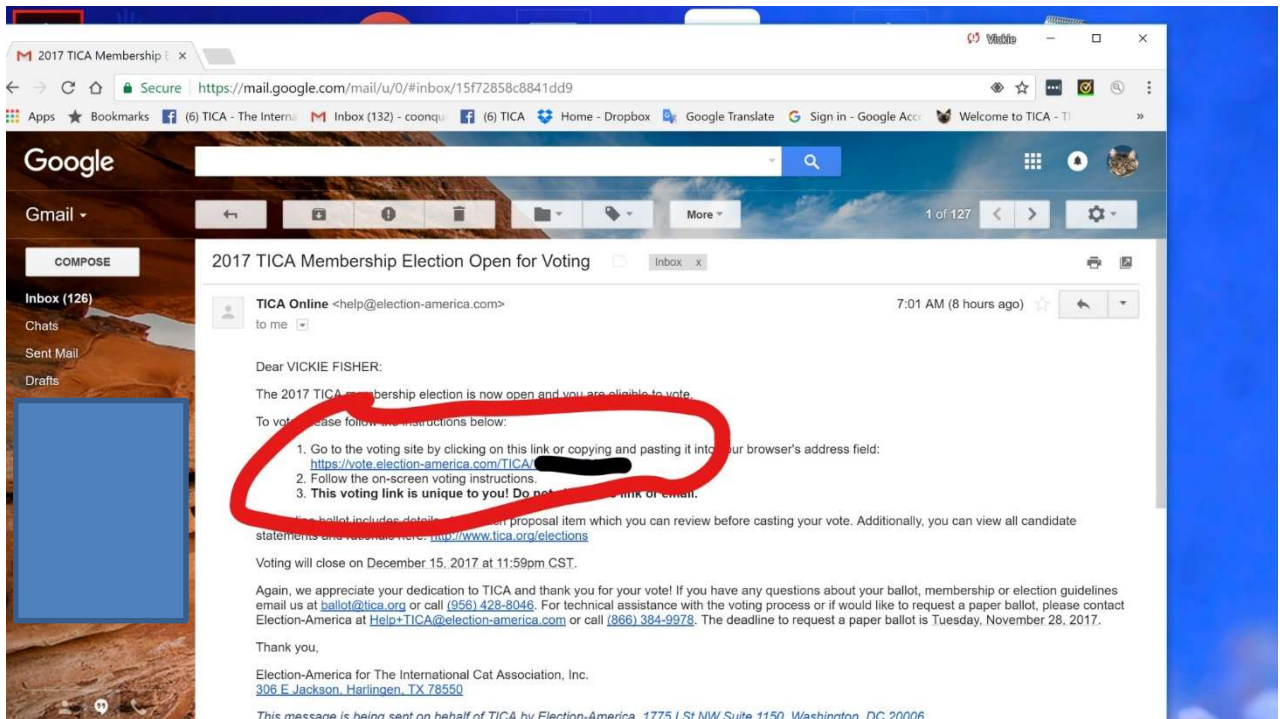 Vickie
2017 TICA Membership E
Secure https://mail.google.com/mail/u/0/#inbox/15f72858c8841dd9
Apps Bookmarks (6) TICA - The Interna Inbox (132) - coonqu (6) TICA Home - Dropbox Google Translate Sign in - Google Acc Welcome to TICA - T »
Google
Gmail More 1 of 127
COMPOSE 2017 TICA Membership Election Open for Voting Inbox x
Inbox (126)
Chats
Sent Mail
Drafts
TICA Online <help@election-america.com> 7:01 AM (8 hours ago)
to me
Dear VICKIE FISHER:
The 2017 TICA membership election is now open and you are eligible to vote.
To vote please follow the instructions below:
1. Go to the voting site by clicking on this link or copying and pasting it into your browser's address field:
https://vote.election-america.com/TICA/
2. Follow the on-screen voting instructions.
3. This voting link is unique to you! Do not link or email.
ballot includes details proposal item which you can review before casting your vote. Additionally, you can view all candidate
statements and rationals here: http://www.tica.org/elections
Voting will close on December 15, 2017 at 11:59pm CST.
Again, we appreciate your dedication to TICA and thank you for your vote! If you have any questions about your ballot, membership or election guidelines
email us at ballot@tica.org or call (956) 428-8046. For technical assistance with the voting process or if would like to request a paper ballot, please contact
Election-America at Help+TICA@election-america.com or call (866) 384-9978. The deadline to request a paper ballot is Tuesday, November 28, 2017.
Thank you,
Election-America for The International Cat Association, Inc.
306 E Jackson, Harlingen, TX 78550
This message is being sent on behalf of TICA by Election-America, 1775 I St NW Suite 1150, Washington, DC 20006